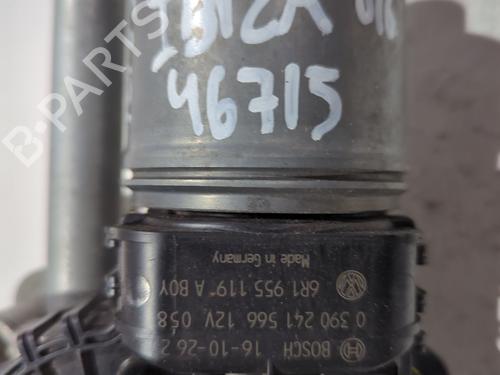 IBIZA
46715
BOSCH 16-10-26 2
0 390 241 566 12V 058
6R1 955 119 A B0Y
Made in Germany
B-PARTS